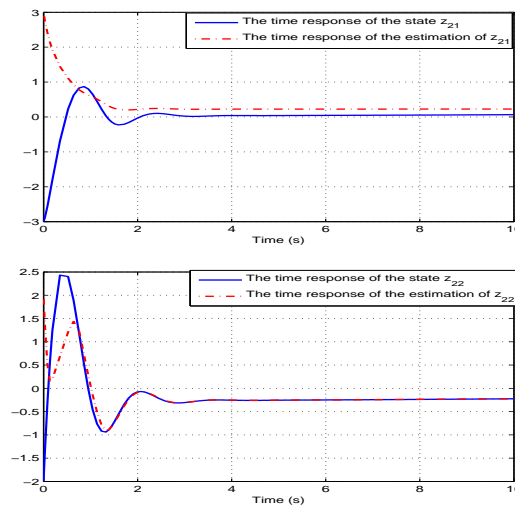 The time response of the state z21
The time response of the estimation of z21
3
2
1
0
−1
−2
−3
0 2 4 6 8 10
Time (s)
The time response of the state z22
The time response of the estimation of z22
2.5
2
1.5
1
0.5
0
−0.5
−1
−1.5
−2
0 2 4 6 8 10
Time (s)